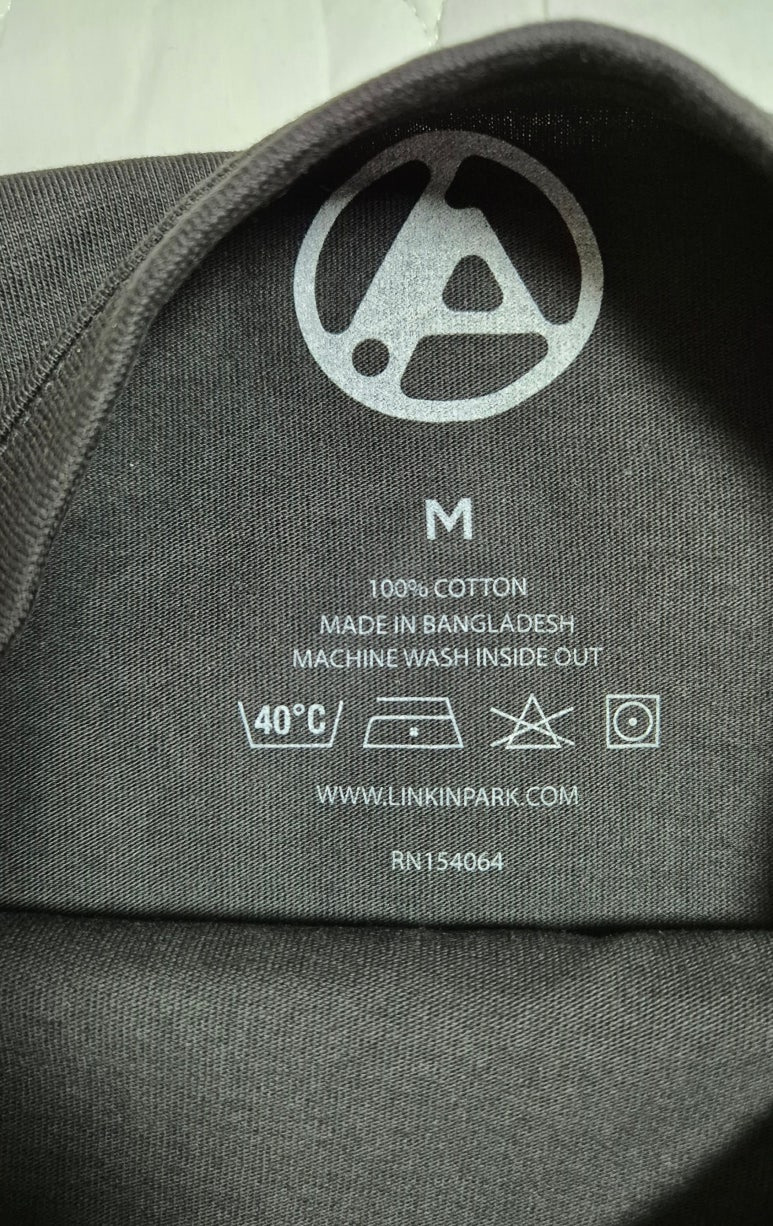 M
100% COTTON
MADE IN BANGLADESH
MACHINE WASH INSIDE OUT
40°C
WWW.LINKINPARK.COM
RN154064